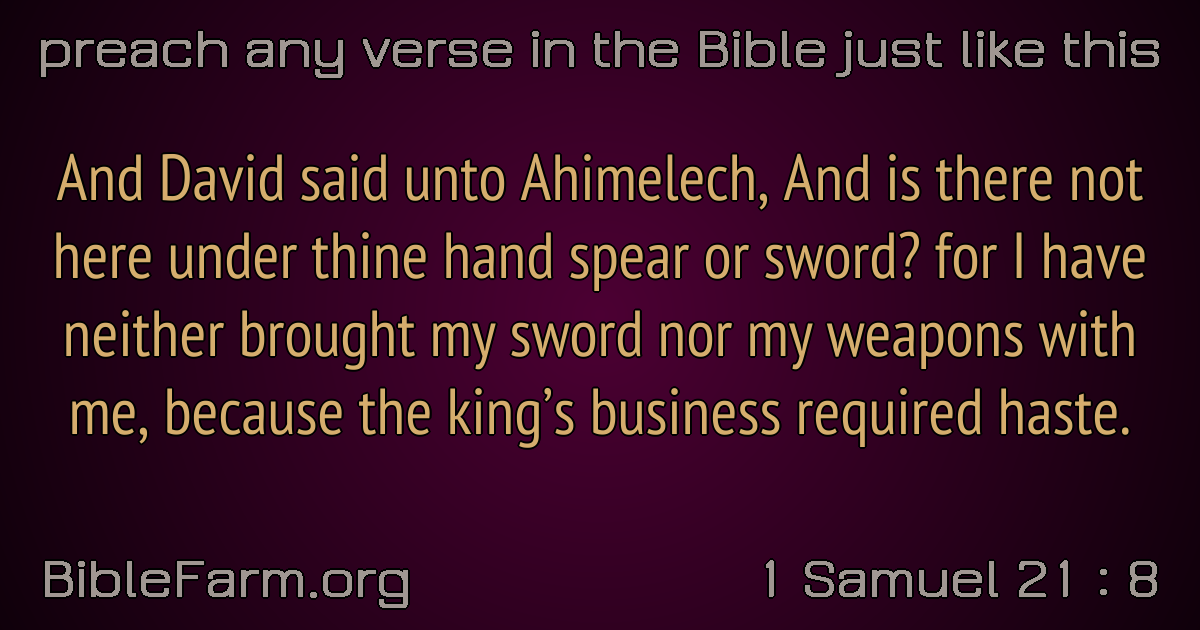 preach any verse in the Bible just like this
And David said unto Ahimelech, And is there not
here under thine hand spear or sword? for I have
neither brought my sword nor my weapons with
me, because the king’s business required haste.
BibleFarm.org
1 Samuel 21 : 8